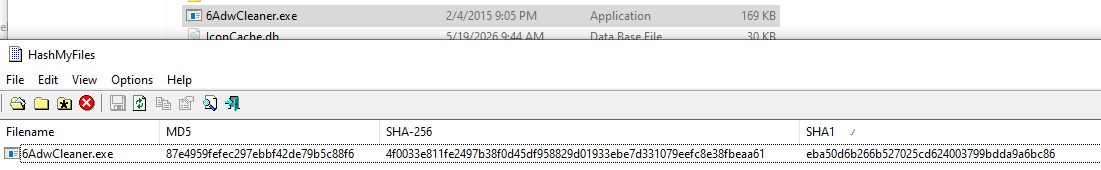 6AdwCleaner.exe 2/4/2015 9:05 PM Application 169 KB
IconCache.db 5/19/2026 9:44 AM Data Base File 30 KB
HashMyFiles
File Edit View Options Help
Filename MD5 SHA-256 SHA1
6AdwCleaner.exe 87e4959fefec297ebbf42de79b5c88f6 4f0033e811fe2497b38f0d45df958829d01933ebe7d331079eefc8e38fbeaa61 eba50d6b266b527025cd624003799bdda9a6bc86